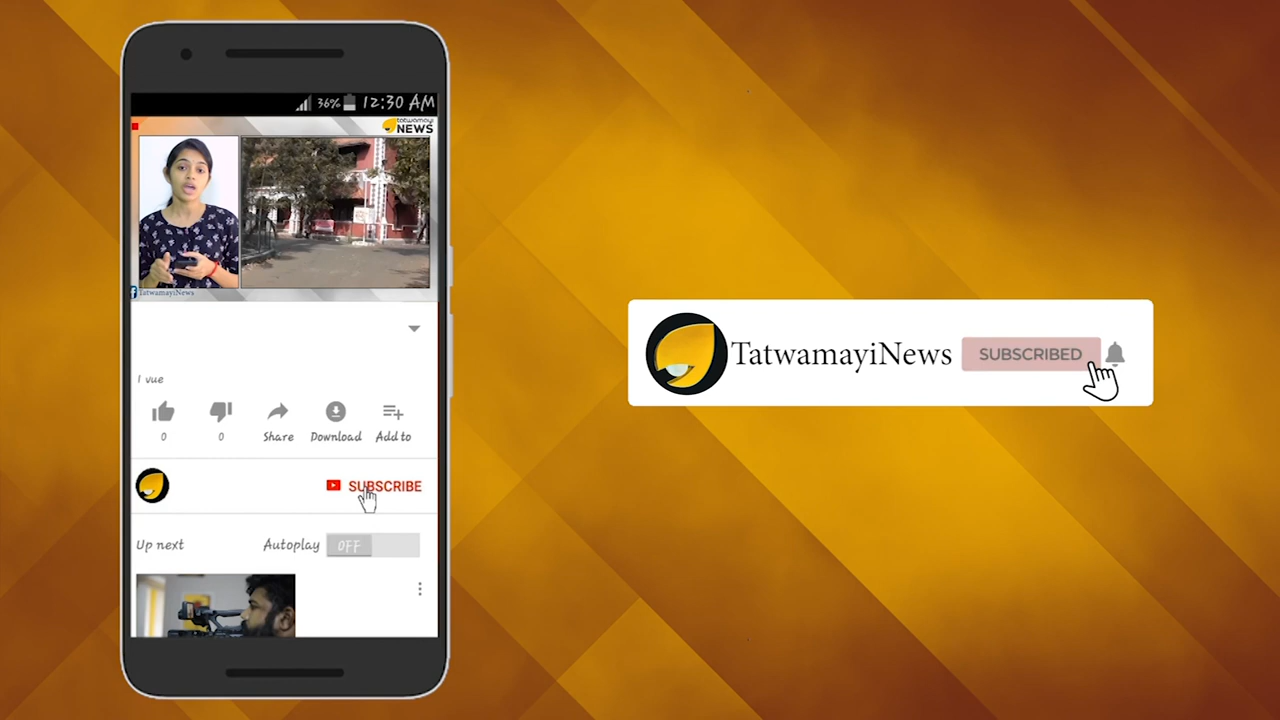 36% 12:30 AM
tatwamayi
NEWS
TatwamayiNews
1 vue
0 0 Share Download Add to
SUBSCRIBE
Up next Autoplay OFF
TatwamayiNews SUBSCRIBED